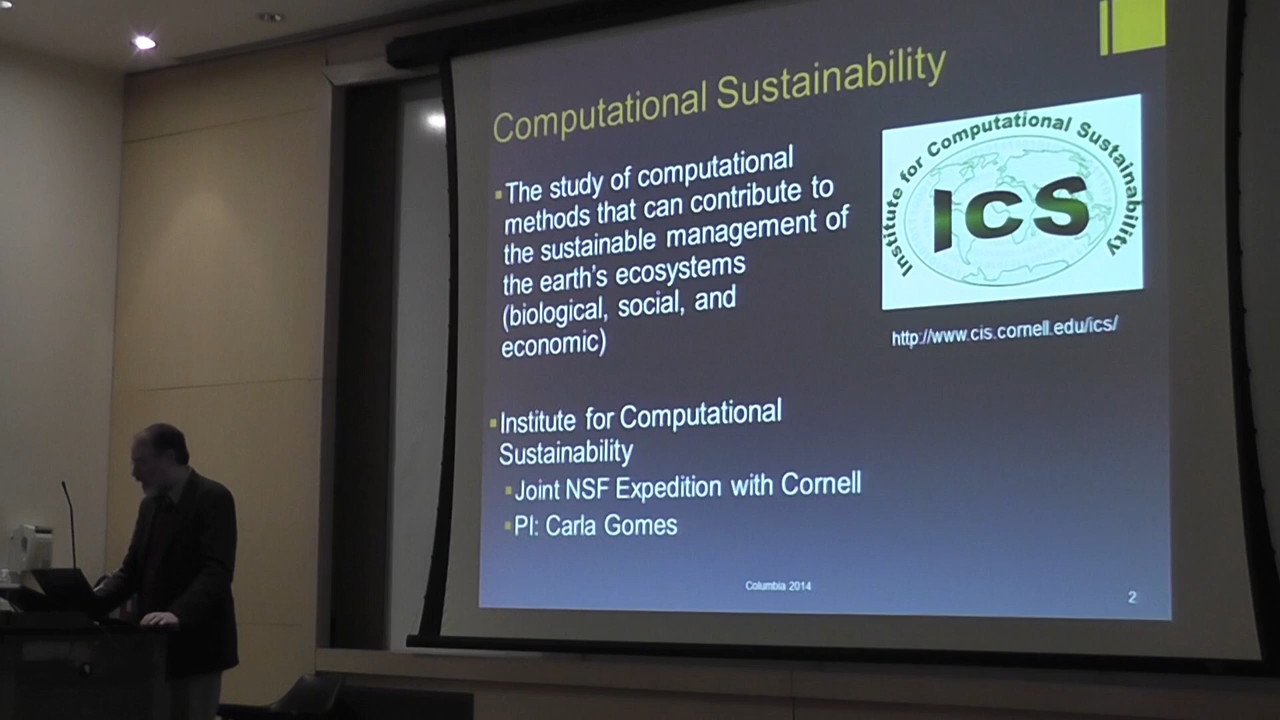 Computational Sustainability
▪The study of computational
methods that can contribute to
the sustainable management of
the earth's ecosystems
(biological, social, and
economic)
▪Institute for Computational
Sustainability
▪Joint NSF Expedition with Cornell
▪PI: Carla Gomes
Institute for Computational Sustainability
ICS
http://www.cis.cornell.edu/ics/
Columbia 2014
2